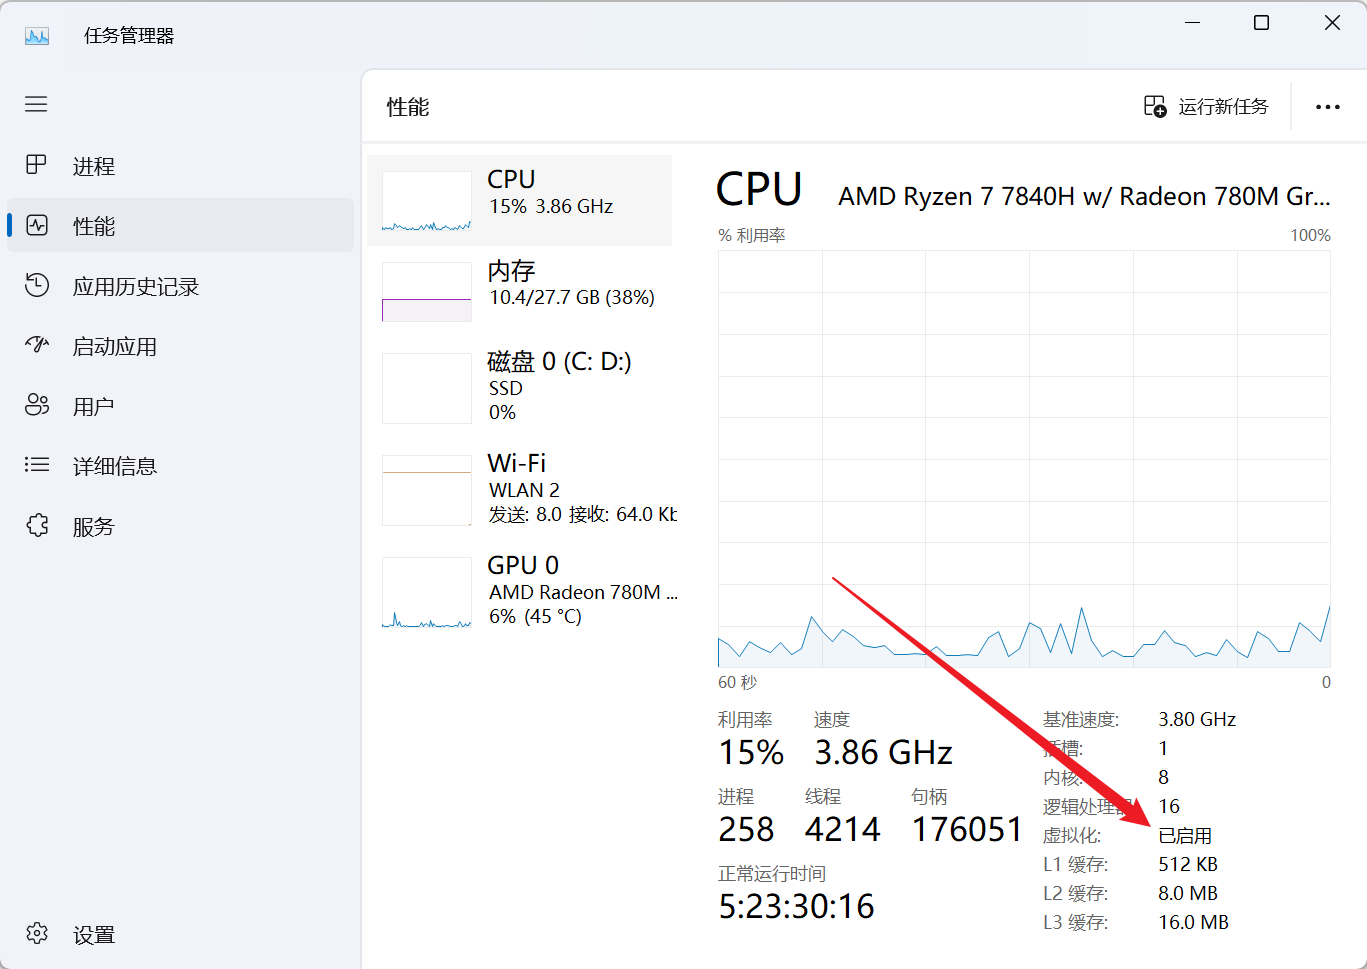 任务管理器
性能
运行新任务
进程
性能
应用历史记录
启动应用
用户
详细信息
服务
设置
CPU
15% 3.86 GHz
内存
10.4/27.7 GB (38%)
磁盘 0 (C: D:)
SSD
0%
Wi-Fi
WLAN 2
发送: 8.0 接收: 64.0 Kb
GPU 0
AMD Radeon 780M ...
6% (45 °C)
CPU AMD Ryzen 7 7840H w/ Radeon 780M Gr...
% 利用率 100%
60 秒 0
利用率 速度
15% 3.86 GHz
进程 线程 句柄
258 4214 176051
正常运行时间
5:23:30:16
基准速度: 3.80 GHz
插槽: 1
内核: 8
逻辑处理器 16
虚拟化: 已启用
L1 缓存: 512 KB
L2 缓存: 8.0 MB
L3 缓存: 16.0 MB